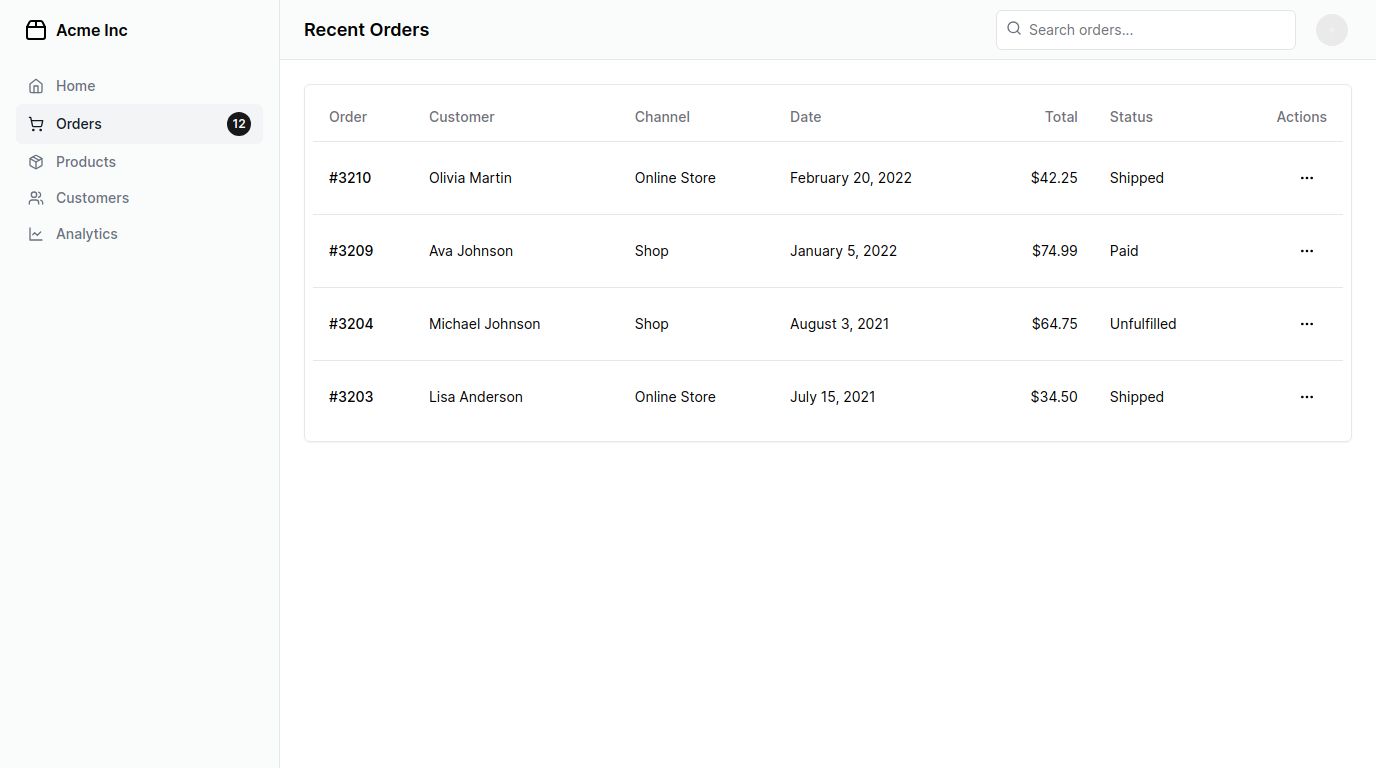 Acme Inc
Home
Orders 12
Products
Customers
Analytics
Recent Orders
Search orders...
Order Customer Channel Date Total Status Actions
#3210 Olivia Martin Online Store February 20, 2022 $42.25 Shipped
#3209 Ava Johnson Shop January 5, 2022 $74.99 Paid
#3204 Michael Johnson Shop August 3, 2021 $64.75 Unfulfilled
#3203 Lisa Anderson Online Store July 15, 2021 $34.50 Shipped